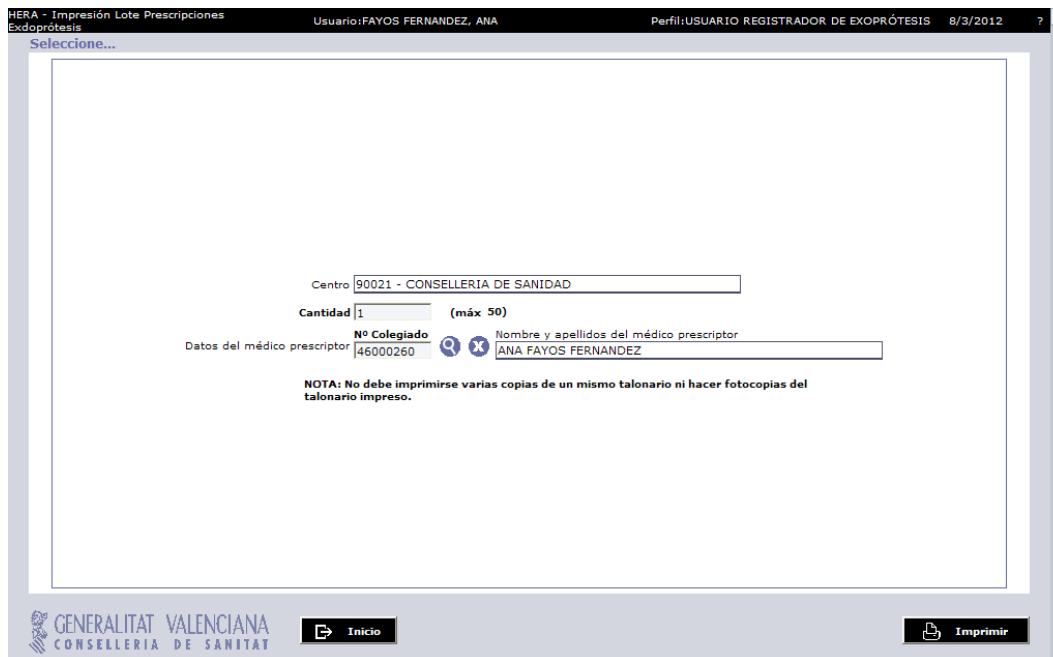 HERA - Impresión Lote Prescripciones
Exdoprótesis
Usuario:FAYOS FERNANDEZ, ANA
Perfil:USUARIO REGISTRADOR DE EXOPRÓTESIS
8/3/2012
?
Seleccione...
Centro 90021 - CONSELLERIA DE SANIDAD
Cantidad 1 (máx 50)
Nº Colegiado Nombre y apellidos del médico prescriptor
Datos del médico prescriptor 46000260 ANA FAYOS FERNANDEZ
NOTA: No debe imprimirse varias copias de un mismo talonario ni hacer fotocopias del
talonario impreso.
GENERALITAT VALENCIANA
CONSELLERIA DE SANITAT
Inicio
Imprimir